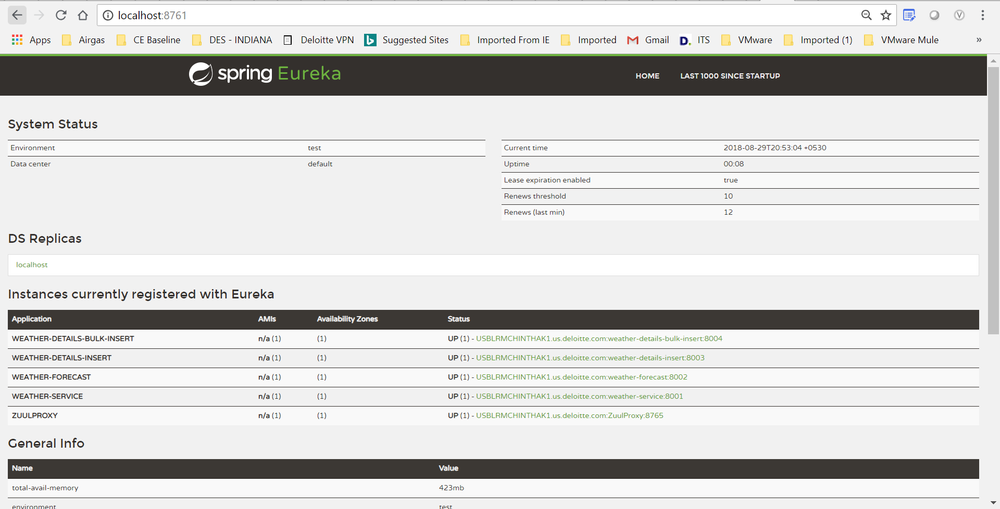 localhost:8761
Apps Airgas CE Baseline DES - INDIANA Deloitte VPN Suggested Sites Imported From IE Imported Gmail D. ITS VMware Imported (1) VMware Mule »
spring Eureka HOME LAST 1000 SINCE STARTUP
System Status
Environment test
Data center default
Current time 2018-08-29T20:53:04 +0530
Uptime 00:08
Lease expiration enabled true
Renews threshold 10
Renews (last min) 12
DS Replicas
localhost
Instances currently registered with Eureka
Application AMIs Availability Zones Status
WEATHER-DETAILS-BULK-INSERT n/a (1) (1) UP (1) - USBLRMCHINTHAK1.us.deloitte.com:weather-details-bulk-insert:8004
WEATHER-DETAILS-INSERT n/a (1) (1) UP (1) - USBLRMCHINTHAK1.us.deloitte.com:weather-details-insert:8003
WEATHER-FORECAST n/a (1) (1) UP (1) - USBLRMCHINTHAK1.us.deloitte.com:weather-forecast:8002
WEATHER-SERVICE n/a (1) (1) UP (1) - USBLRMCHINTHAK1.us.deloitte.com:weather-service:8001
ZUULPROXY n/a (1) (1) UP (1) - USBLRMCHINTHAK1.us.deloitte.com:ZuulProxy:8765
General Info
Name Value
total-avail-memory 423mb
environment test